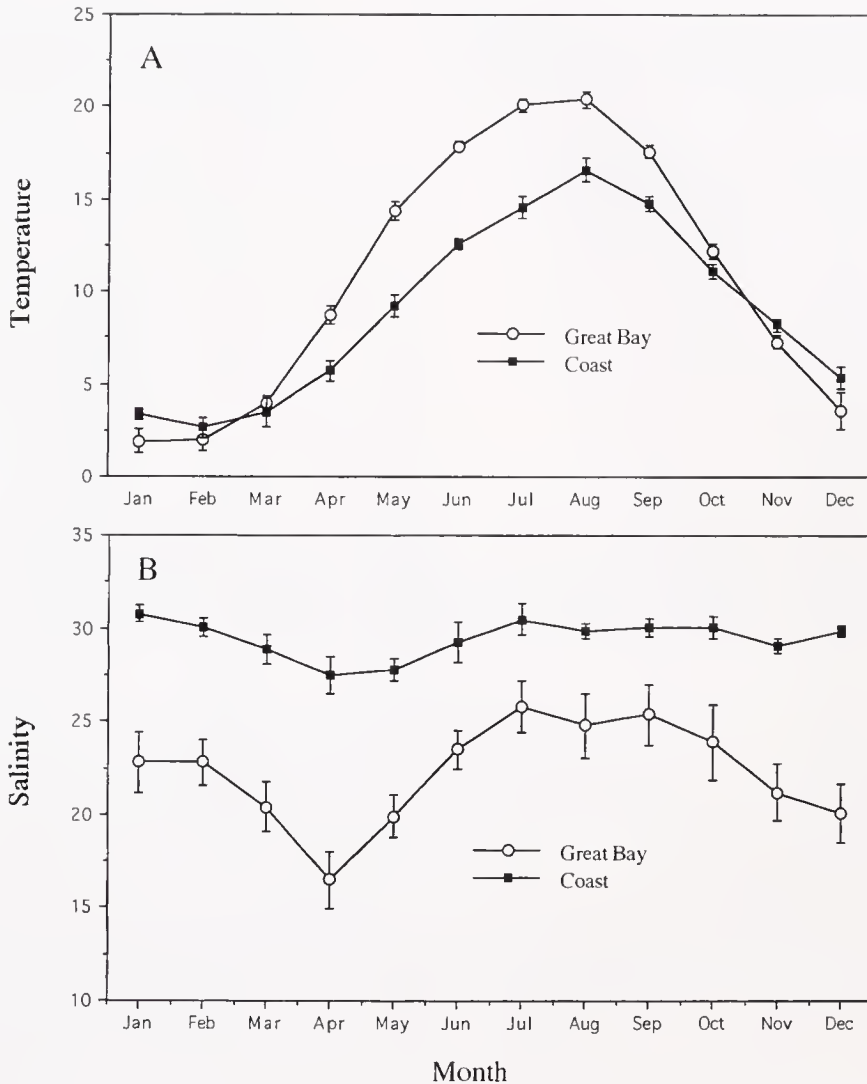 25
A
20
15
10
5
0
Temperature
Great Bay
Coast
Jan Feb Mar Apr May Jun Jul Aug Sep Oct Nov Dec
35
B
30
25
20
15
10
Salinity
Great Bay
Coast
Jan Feb Mar Apr May Jun Jul Aug Sep Oct Nov Dec
Month